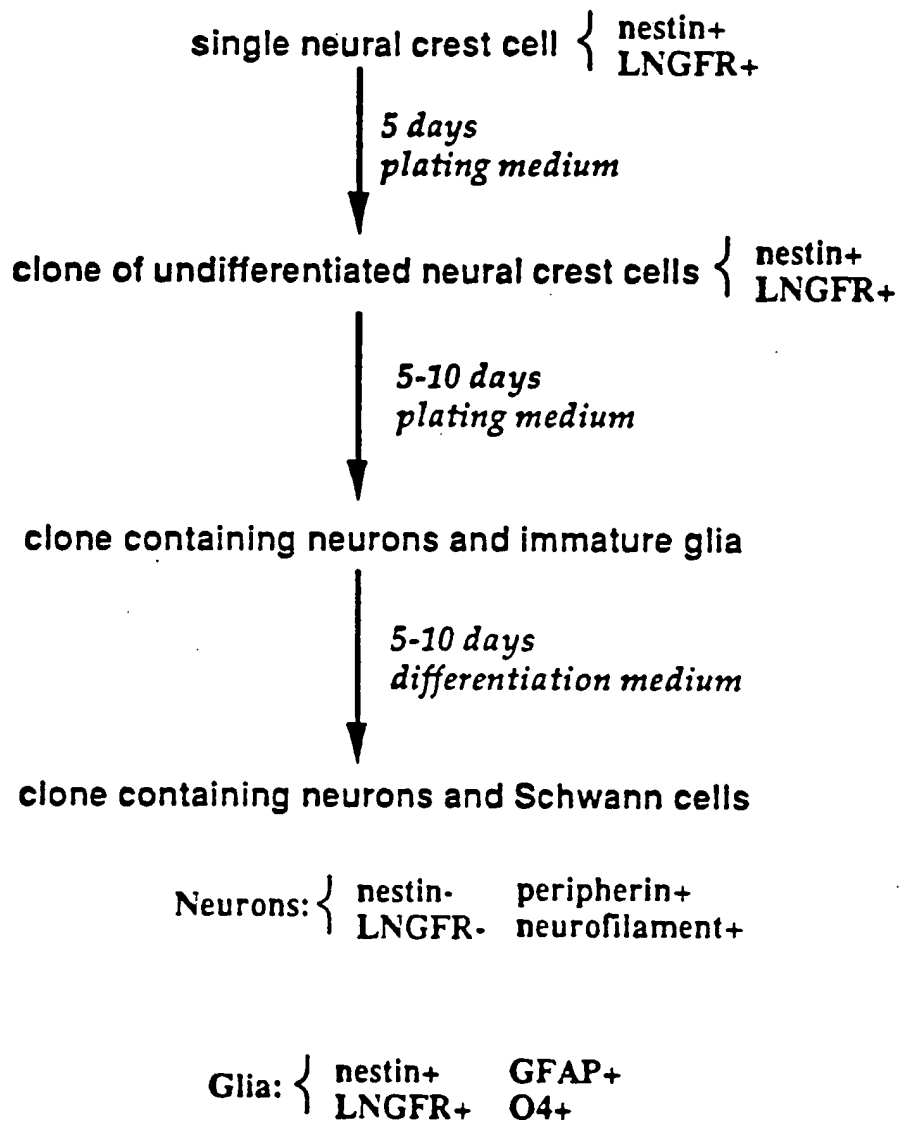 single neural crest cell { nestin+
LNGFR+
5 days
plating medium
clone of undifferentiated neural crest cells { nestin+
LNGFR+
5-10 days
plating medium
clone containing neurons and immature glia
5-10 days
differentiation medium
clone containing neurons and Schwann cells
Neurons: { nestin- peripherin+
LNGFR- neurofilament+
Glia: { nestin+ GFAP+
LNGFR+ O4+